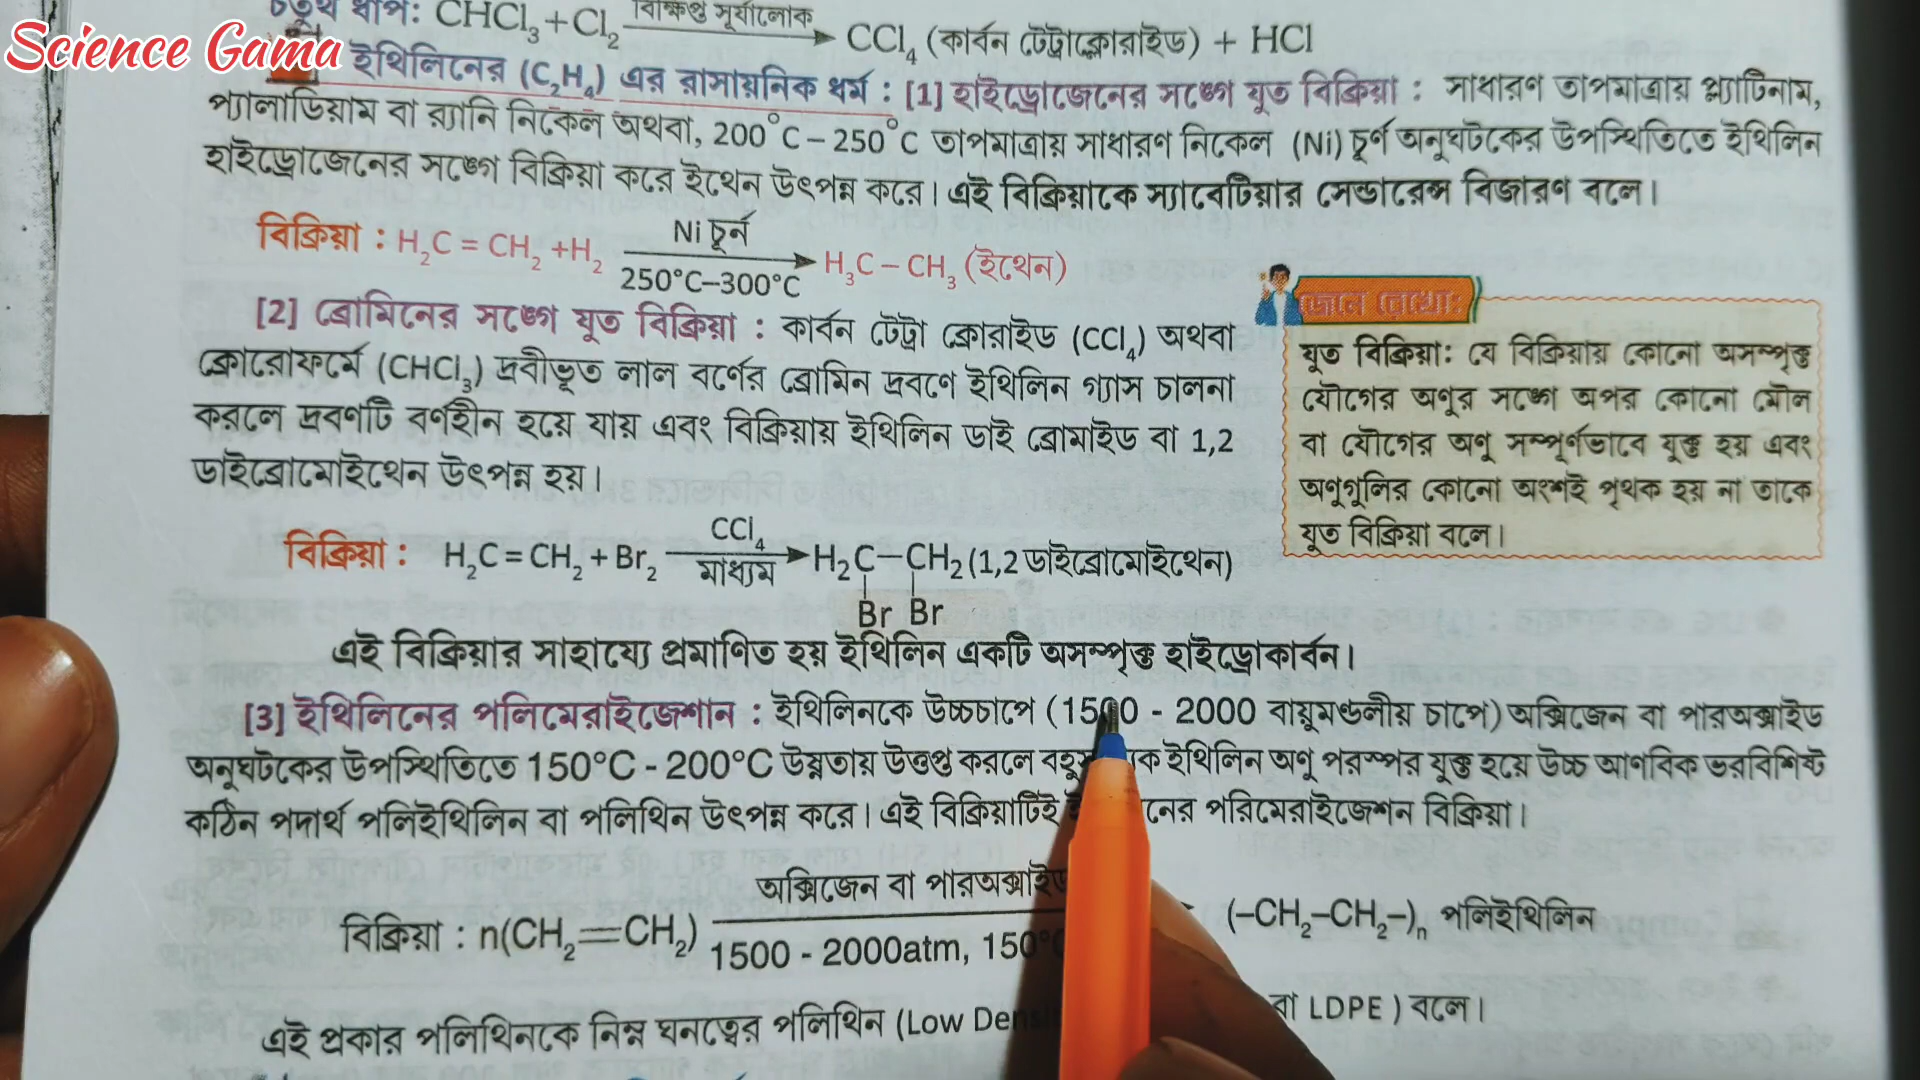 Science Gama
চতুর্থ ধাপ: CHCl₃+Cl₂ বিক্ষিপ্ত সূর্যালোক → CCl₄ (কার্বন টেট্রাক্লোরাইড) + HCl
ইথিলিনের (C₂H₄) এর রাসায়নিক ধর্ম : [1] হাইড্রোজেনের সঙ্গে যুত বিক্রিয়া : সাধারণ তাপমাত্রায় প্ল্যাটিনাম,
প্যালাডিয়াম বা র‍্যানি নিকেল অথবা, 200°C – 250°C তাপমাত্রায় সাধারণ নিকেল (Ni) চূর্ণ অনুঘটকের উপস্থিতিতে ইথিলিন
হাইড্রোজেনের সঙ্গে বিক্রিয়া করে ইথেন উৎপন্ন করে। এই বিক্রিয়াকে স্যাবেটিয়ার সেন্ডারেন্স বিজারণ বলে।
বিক্রিয়া : H₂C = CH₂ +H₂ Ni চূর্ন 250°C–300°C → H₃C – CH₃ (ইথেন)
[2] ব্রোমিনের সঙ্গে যুত বিক্রিয়া : কার্বন টেট্রা ক্লোরাইড (CCl₄) অথবা
ক্লোরোফর্মে (CHCl₃) দ্রবীভূত লাল বর্ণের ব্রোমিন দ্রবণে ইথিলিন গ্যাস চালনা
করলে দ্রবণটি বর্ণহীন হয়ে যায় এবং বিক্রিয়ায় ইথিলিন ডাই ব্রোমাইড বা 1,2
ডাইব্রোমোইথেন উৎপন্ন হয়।
জেনে রেখো:
যুত বিক্রিয়া: যে বিক্রিয়ায় কোনো অসম্পৃক্ত
যৌগের অণুর সঙ্গে অপর কোনো মৌল
বা যৌগের অণু সম্পূর্ণভাবে যুক্ত হয় এবং
অণুগুলির কোনো অংশই পৃথক হয় না তাকে
যুত বিক্রিয়া বলে।
বিক্রিয়া : H₂C=CH₂ + Br₂ CCl₄ মাধ্যম → H2C – CH2 (1,2 ডাইব্রোমোইথেন)
Br Br
এই বিক্রিয়ার সাহায্যে প্রমাণিত হয় ইথিলিন একটি অসম্পৃক্ত হাইড্রোকার্বন।
[3] ইথিলিনের পলিমেরাইজেশান : ইথিলিনকে উচ্চচাপে (1500 - 2000 বায়ুমণ্ডলীয় চাপে) অক্সিজেন বা পারঅক্সাইড
অনুঘটকের উপস্থিতিতে 150°C - 200°C উয়তায় উত্তপ্ত করলে ইথিলিন অণু পরস্পর যুক্ত হয়ে উচ্চ আণবিক ভরবিশিষ্ট
কঠিন পদার্থ পলিইথিলিন বা পলিথিন উৎপন্ন করে। এই বিক্রিয়াটিই পরিমেরাইজেশন বিক্রিয়া।
অক্সিজেন বা পারঅক্সাইড
বিক্রিয়া : n(CH₂=CH₂) 1500 - 2000atm, 150° (–CH₂–CH₂–)ₙ পলিইথিলিন
এই প্রকার পলিথিনকে নিম্ন ঘনত্বের পলিথিন (Low বা LDPE ) বলে।